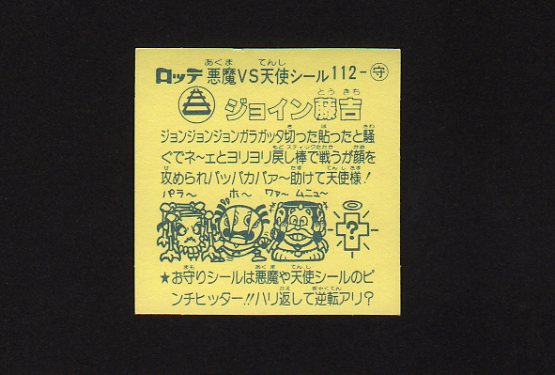 ロッテ 悪魔VS天使シール 112-守
ジョイン藤吉
ジョンジョンジョンガラガッタ切った貼ったと騒
ぐでネ〜ェとヨリヨリ戻し棒で戦うが顔を
攻められバッパカパァ〜助けて天使様!
パラ〜 ホ〜 ワァ〜 ムニュ〜
?
★お守りシールは悪魔や天使シールのピ
ンチヒッター!!ハリ返して逆転アリ?